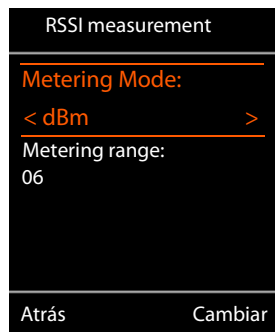 RSSI measurement
Metering Mode:
< dBm >
Metering range:
06
Atrás Cambiar